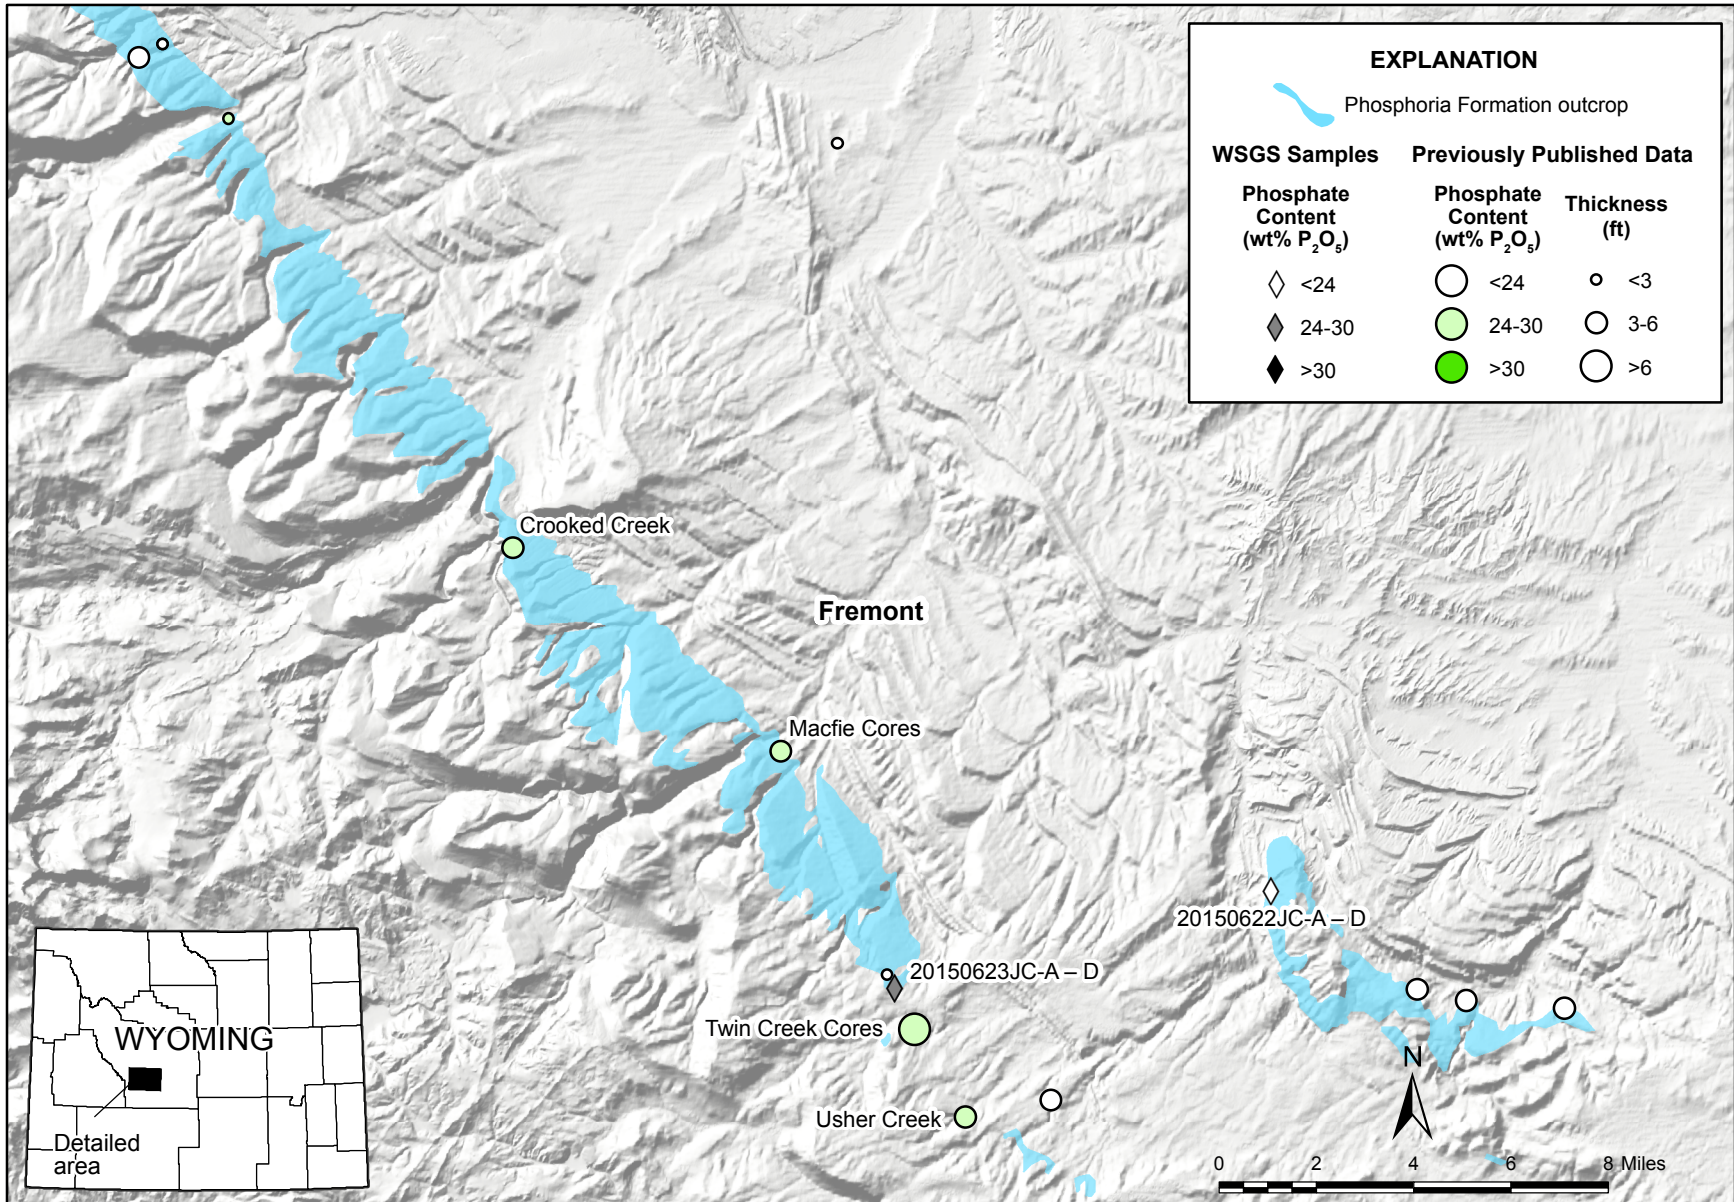 EXPLANATION
Phosphoria Formation outcrop
WSGS Samples
Previously Published Data
Phosphate
Content
(wt% P₂O₅)
Phosphate
Content
(wt% P₂O₅)
Thickness
(ft)
<24
<24
<3
24-30
24-30
3-6
>30
>30
>6
Crooked Creek
Fremont
Macfie Cores
20150622JC-A – D
20150623JC-A – D
Twin Creek Cores
Usher Creek
WYOMING
Detailed
area
N
0 2 4 6 8 Miles